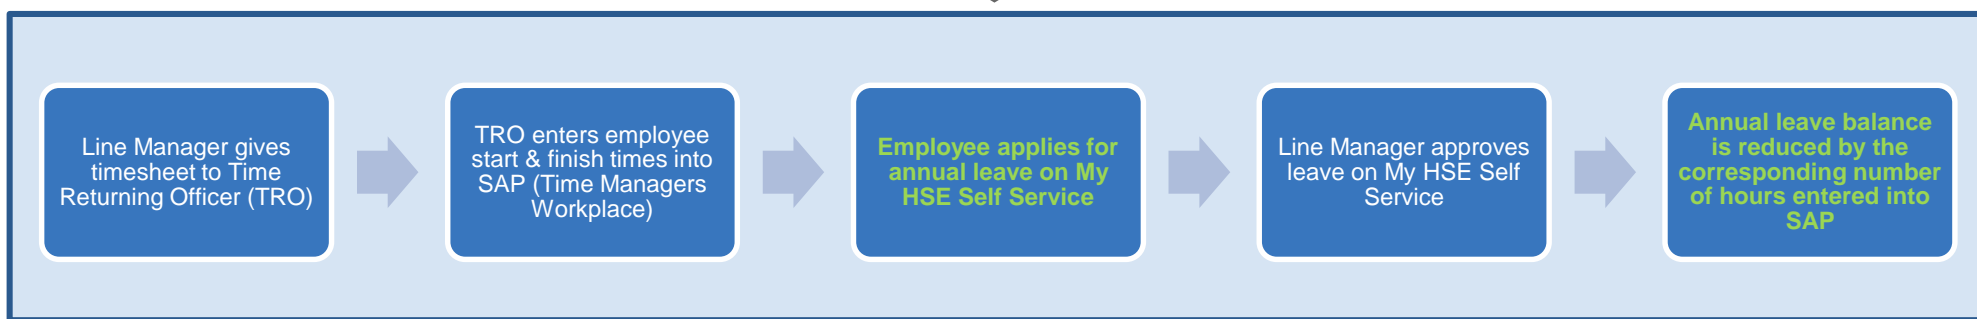 Line Manager gives
timesheet to Time
Returning Officer (TRO)
TRO enters employee
start & finish times into
SAP (Time Managers
Workplace)
Employee applies for
annual leave on My
HSE Self Service
Line Manager approves
leave on My HSE Self
Service
Annual leave balance
is reduced by the
corresponding number
of hours entered into
SAP